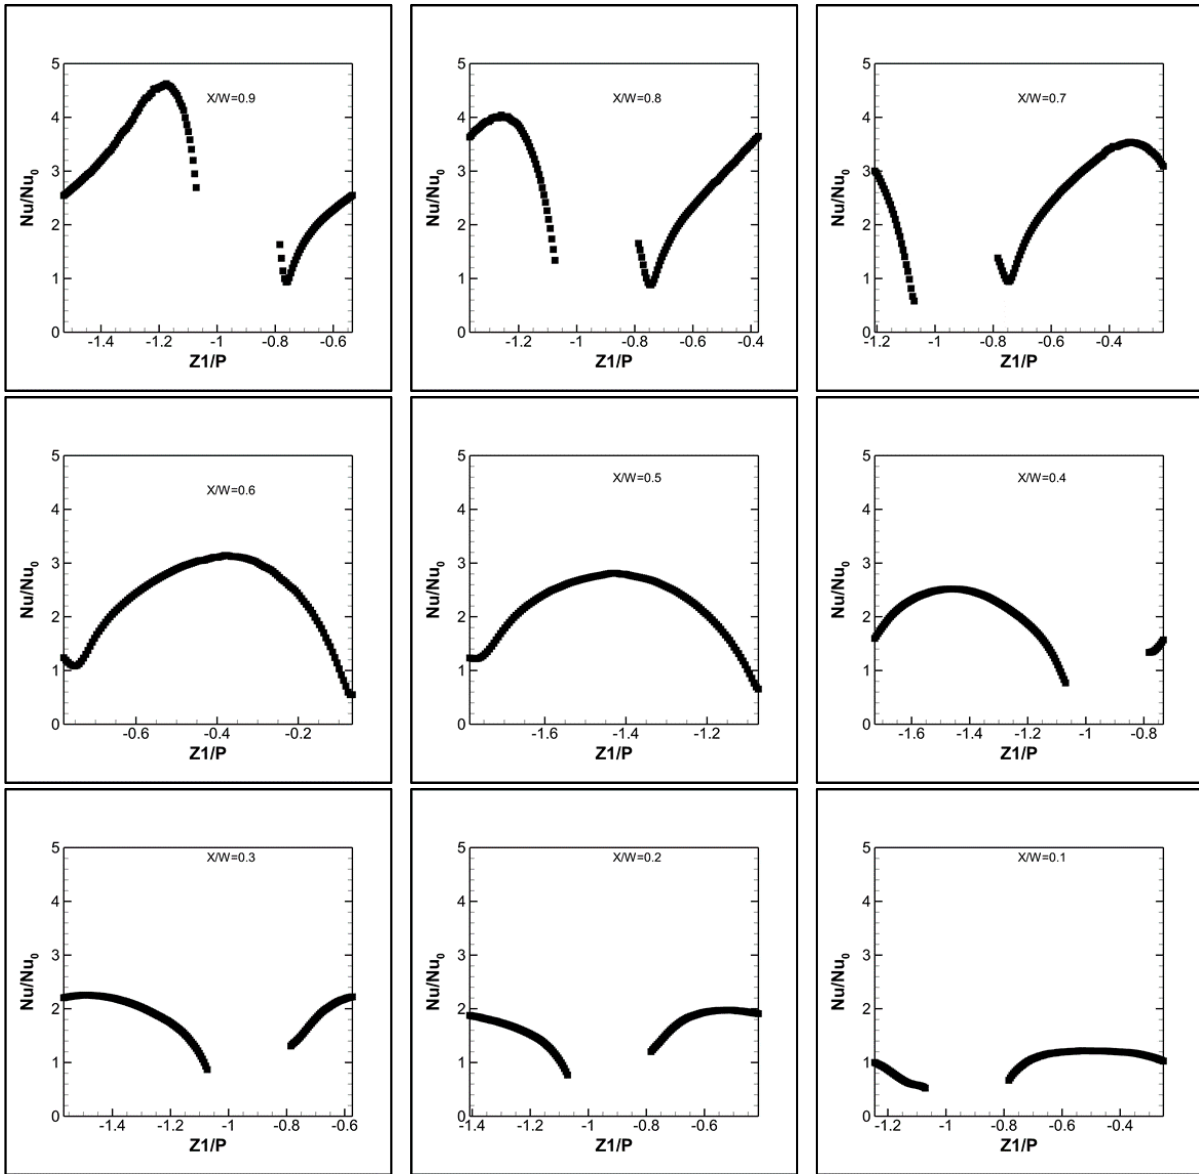 5
4
3
2
1
0
Nu/Nu0
X/W=0.9
-1.4 -1.2 -1 -0.8 -0.6
Z1/P
5
4
3
2
1
0
Nu/Nu0
X/W=0.8
-1.2 -1 -0.8 -0.6 -0.4
Z1/P
5
4
3
2
1
0
Nu/Nu0
X/W=0.7
-1.2 -1 -0.8 -0.6 -0.4
Z1/P
5
4
3
2
1
0
Nu/Nu0
X/W=0.6
-0.6 -0.4 -0.2
Z1/P
5
4
3
2
1
0
Nu/Nu0
X/W=0.5
-1.6 -1.4 -1.2
Z1/P
5
4
3
2
1
0
Nu/Nu0
X/W=0.4
-1.6 -1.4 -1.2 -1 -0.8
Z1/P
5
4
3
2
1
0
Nu/Nu0
X/W=0.3
-1.4 -1.2 -1 -0.8 -0.6
Z1/P
5
4
3
2
1
0
Nu/Nu0
X/W=0.2
-1.4 -1.2 -1 -0.8 -0.6
Z1/P
5
4
3
2
1
0
Nu/Nu0
X/W=0.1
-1.2 -1 -0.8 -0.6 -0.4
Z1/P